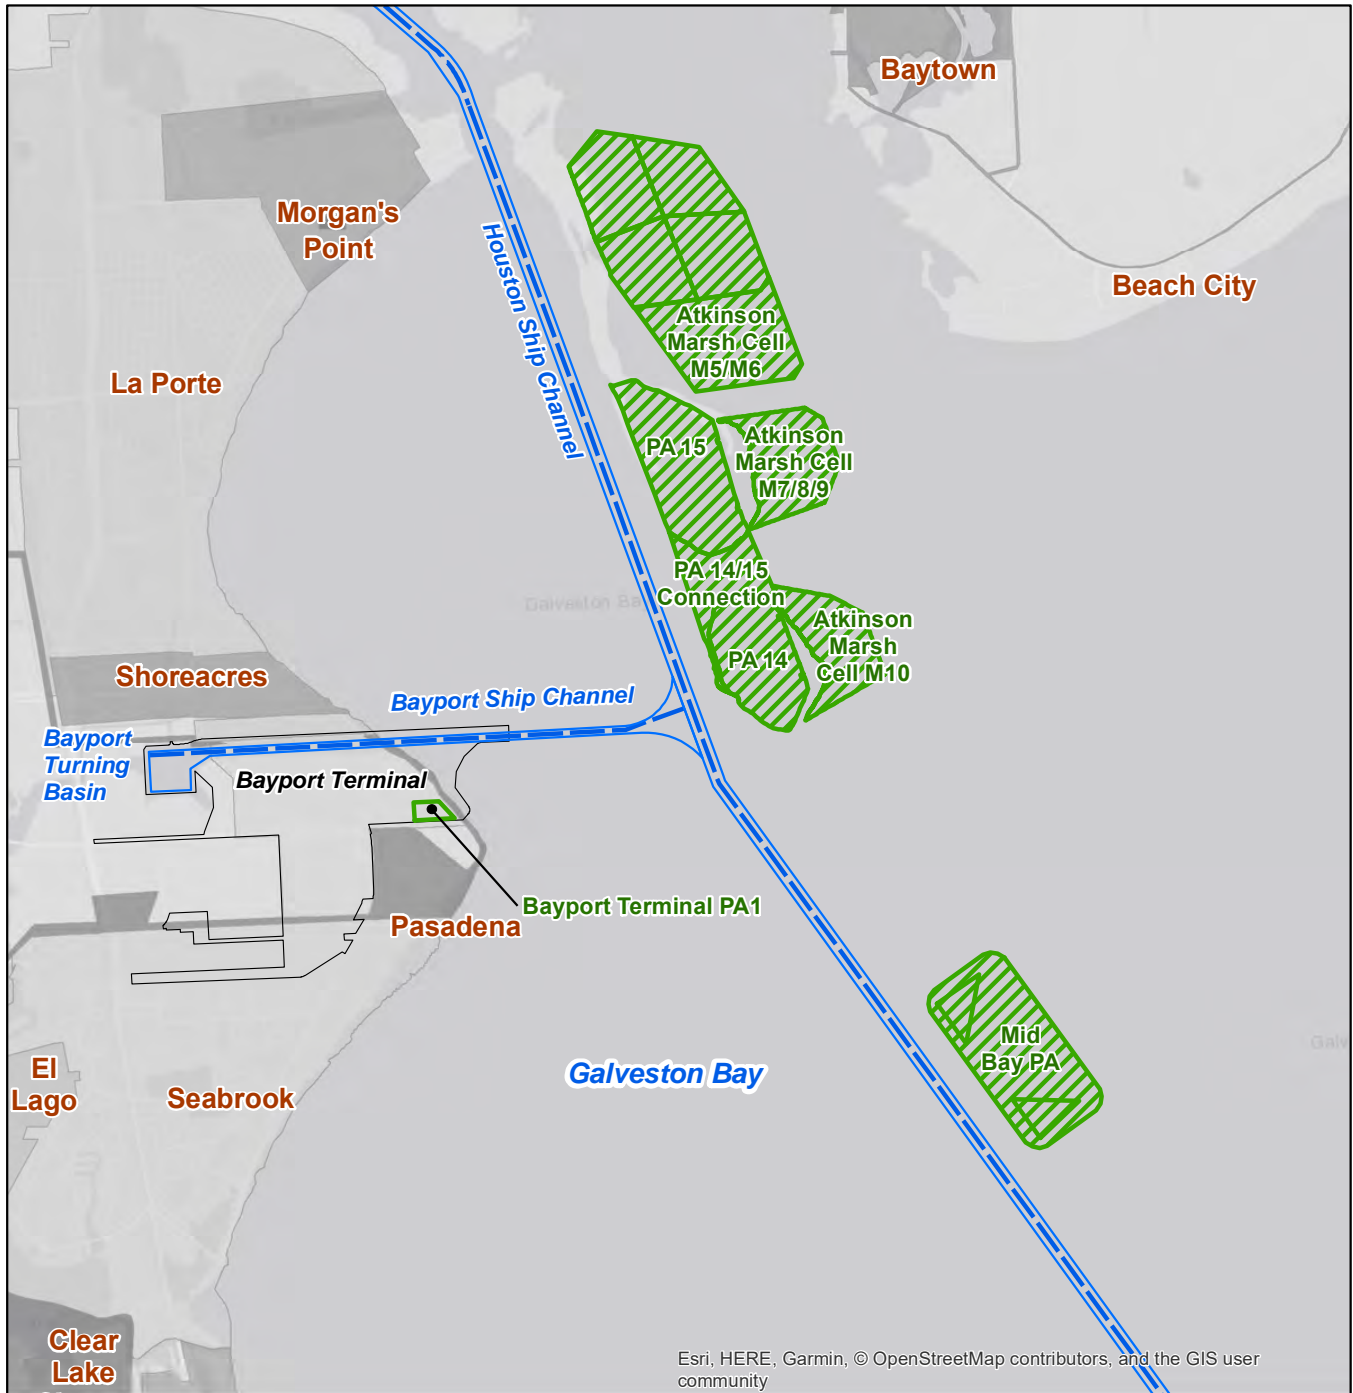 Baytown
Morgan's
Point
Houston Ship Channel
Beach City
Atkinson
Marsh Cell
M5/M6
La Porte
PA 15
Atkinson
Marsh Cell
M7/8/9
PA 14/15
Connection
Galveston Ba
Atkinson
Marsh
Cell M10
PA 14
Shoreacres
Bayport Ship Channel
Bayport
Turning
Basin
Bayport Terminal
Bayport Terminal PA1
Pasadena
Mid
Bay PA
Galv
El
Lago
Seabrook
Galveston Bay
Clear
Lake
Esri, HERE, Garmin, © OpenStreetMap contributors, and the GIS user
community